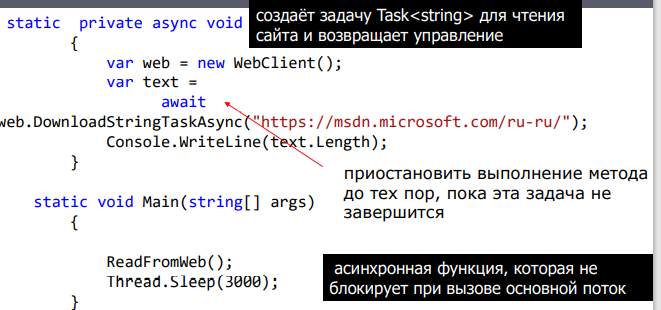 static private async void
создаёт задачу Task<string> для чтения
сайта и возвращает управление
{
var web = new WebClient();
var text =
await
web.DownloadStringTaskAsync("https://msdn.microsoft.com/ru-ru/");
Console.WriteLine(text.Length);
}
приостановить выполнение метода
до тех пор, пока эта задача не
завершится
static void Main(string[] args)
{
ReadFromWeb();
Thread.Sleep(3000);
}
асинхронная функция, которая не
блокирует при вызове основной поток